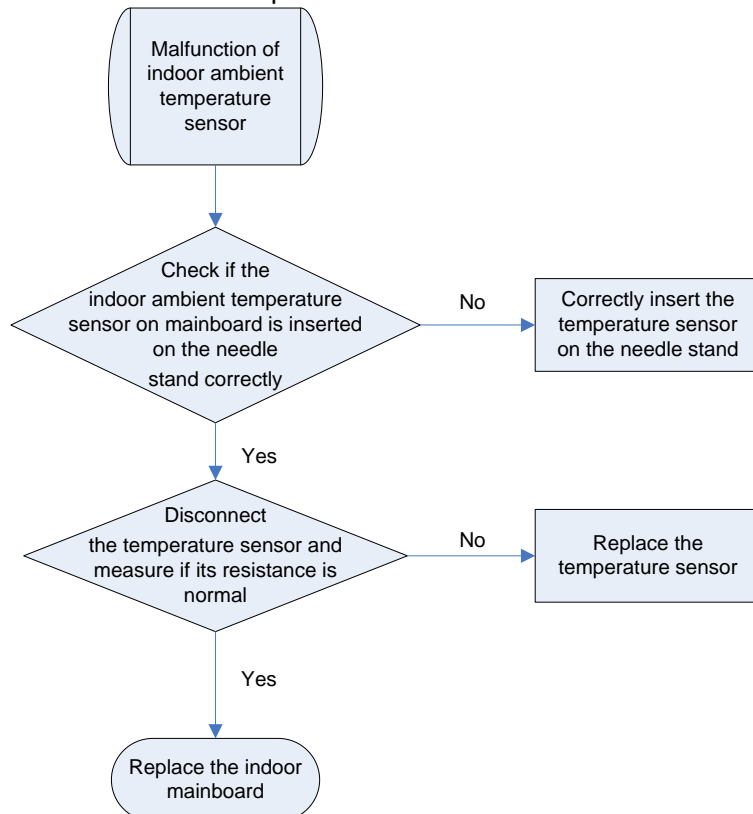 Malfunction of
indoor ambient
temperature
sensor
Check if the
indoor ambient temperature
sensor on mainboard is inserted
on the needle
stand correctly
No
Correctly insert the
temperature sensor
on the needle stand
Yes
Disconnect
the temperature sensor and
measure if its resistance is
normal
No
Replace the
temperature sensor
Yes
Replace the indoor
mainboard